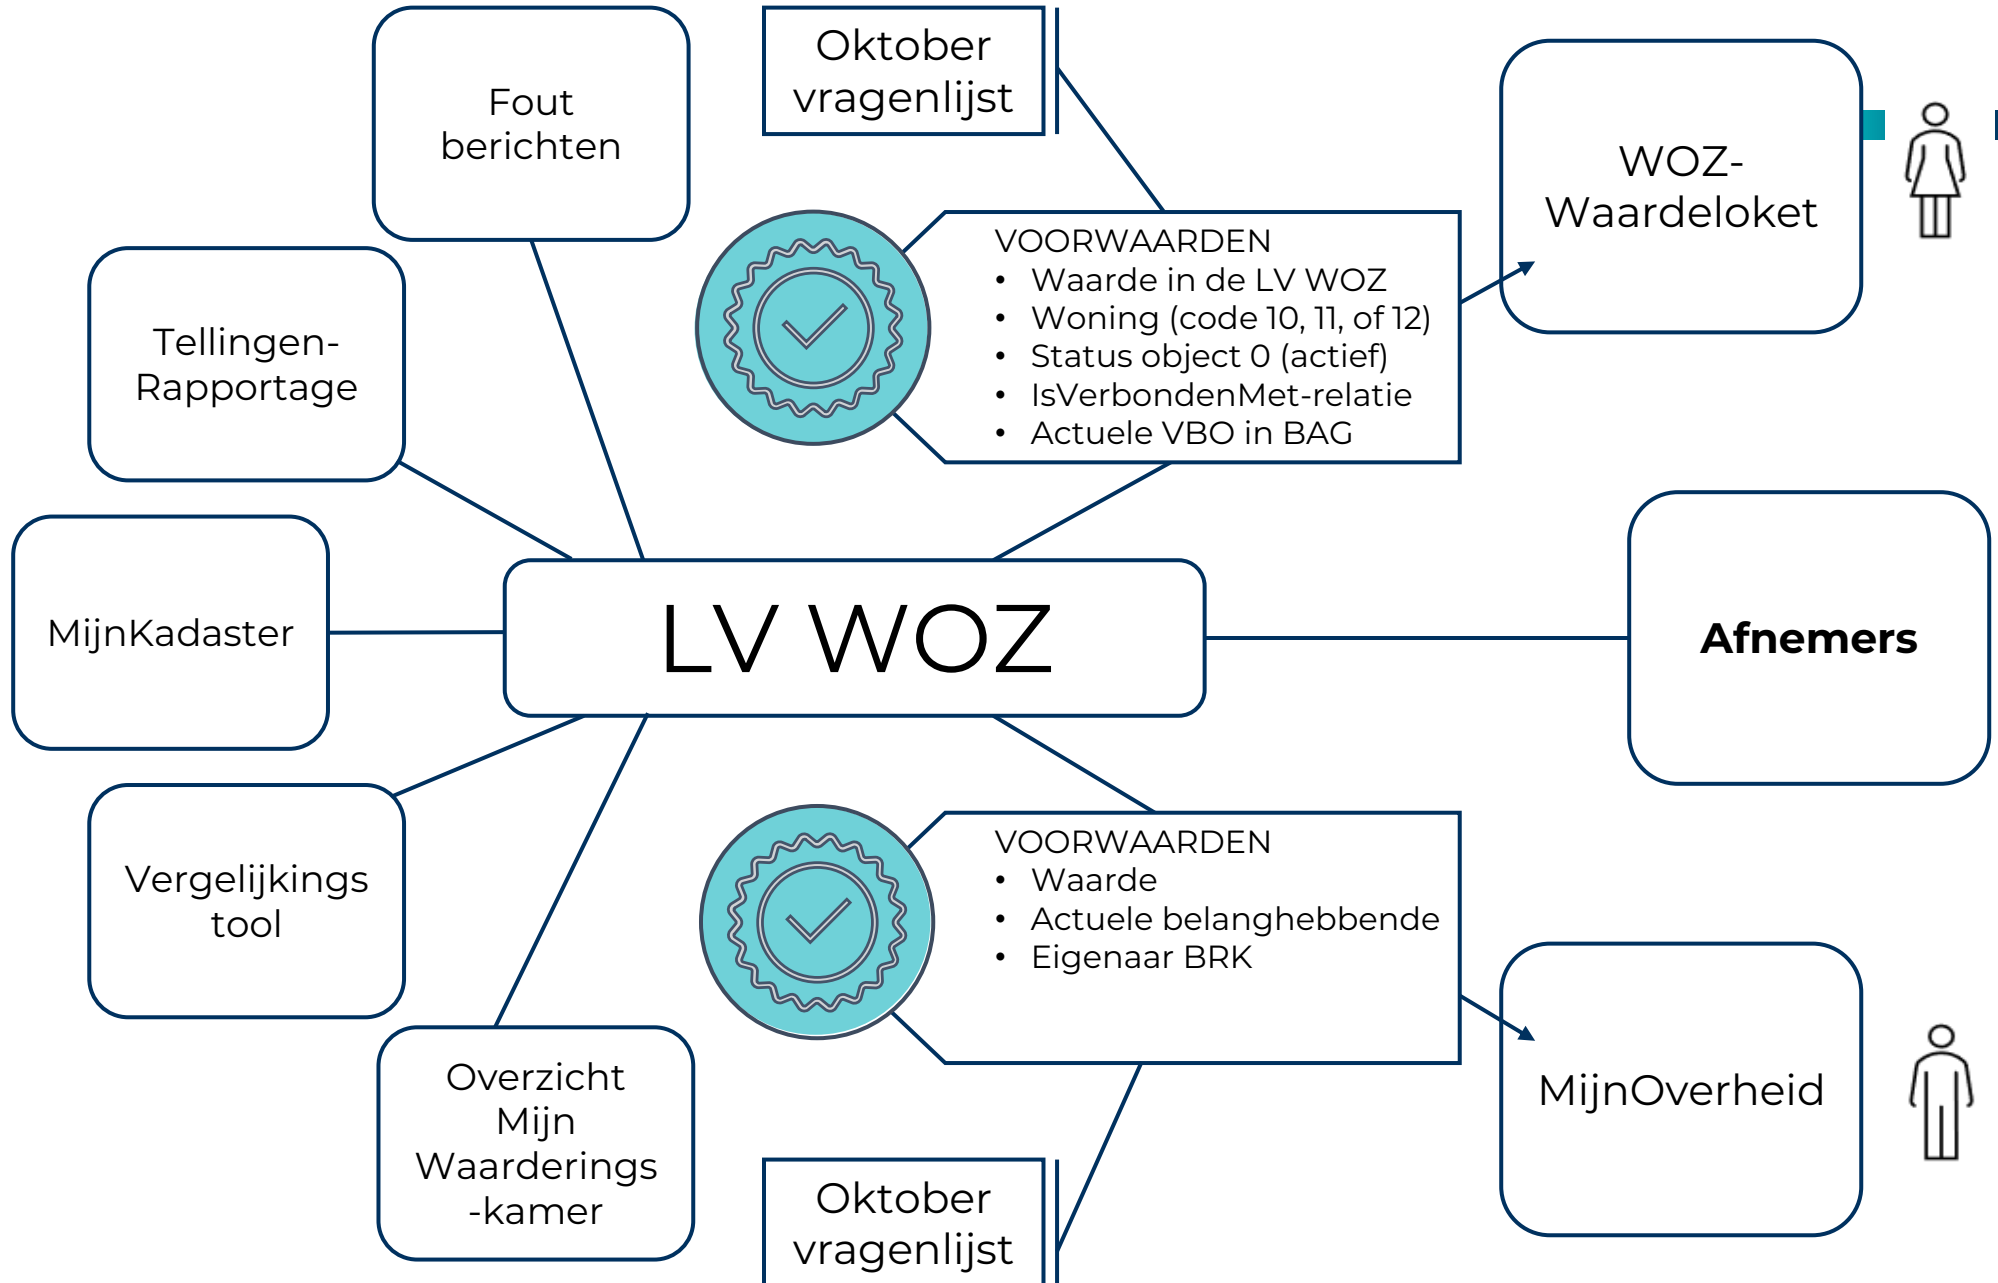 Fout
berichten
Oktober
vragenlijst
WOZ-
Waardeloket
VOORWAARDEN
• Waarde in de LV WOZ
• Woning (code 10, 11, of 12)
• Status object 0 (actief)
• IsVerbondenMet-relatie
• Actuele VBO in BAG
Tellingen-
Rapportage
MijnKadaster
LV WOZ
Afnemers
Vergelijkings
tool
VOORWAARDEN
• Waarde
• Actuele belanghebbende
• Eigenaar BRK
Overzicht
Mijn
Waarderings
-kamer
MijnOverheid
Oktober
vragenlijst